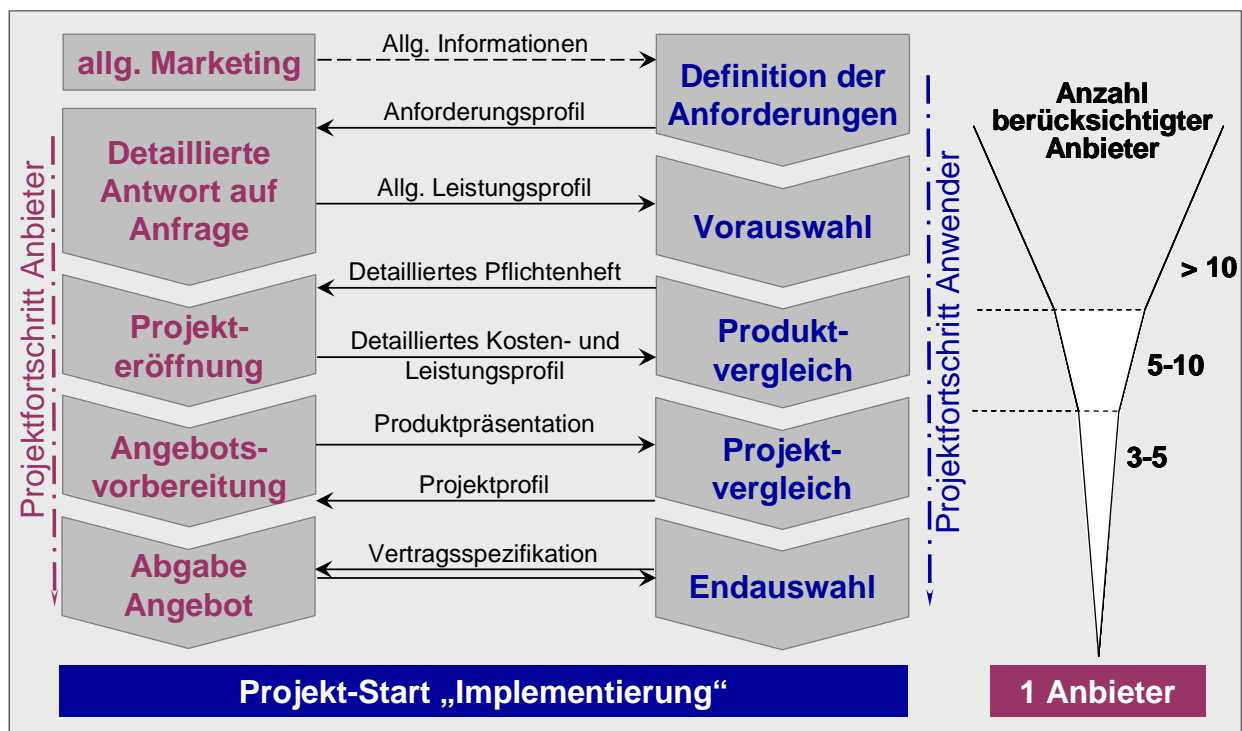 allg. Marketing
Allg. Informationen
Definition der
Anforderungen
Anforderungsprofil
Detaillierte
Antwort auf
Anfrage
Allg. Leistungsprofil
Vorauswahl
Detailliertes Pflichtenheft
Projekt-
eröffnung
Detailliertes Kosten- und
Leistungsprofil
Produkt-
vergleich
Produktpräsentation
Angebots-
vorbereitung
Projekt-
vergleich
Projektprofil
Vertragsspezifikation
Abgabe
Angebot
Endauswahl
Projektfortschritt Anbieter
Projektfortschritt Anwender
Anzahl
berücksichtigter
Anbieter
> 10
5-10
3-5
Projekt-Start „Implementierung“
1 Anbieter